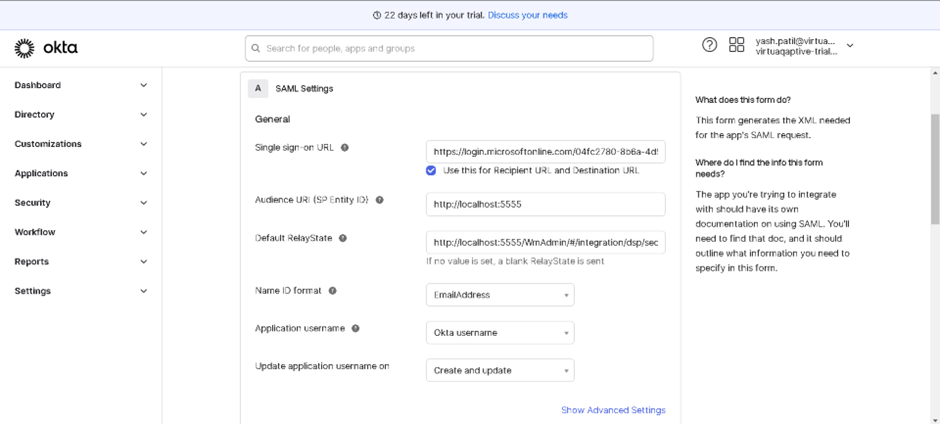 22 days left in your trial. Discuss your needs
okta
Search for people, apps and groups
yash.patil@virtua...
virtuaqaptive-trial...
Dashboard
Directory
Customizations
Applications
Security
Workflow
Reports
Settings
A SAML Settings
General
Single sign-on URL
https://login.microsoftonline.com/04fc2780-8b6a-4d!
Use this for Recipient URL and Destination URL
Audience URI (SP Entity ID)
http://localhost:5555
Default RelayState
http://localhost:5555/WmAdmin/#/integration/dsp/sec
If no value is set, a blank RelayState is sent
Name ID format
EmailAddress
Application username
Okta username
Update application username on
Create and update
Show Advanced Settings
What does this form do?
This form generates the XML needed
for the app's SAML request.
Where do I find the info this form
needs?
The app you're trying to integrate
with should have its own
documentation on using SAML. You'll
need to find that doc, and it should
outline what information you need to
specify in this form.